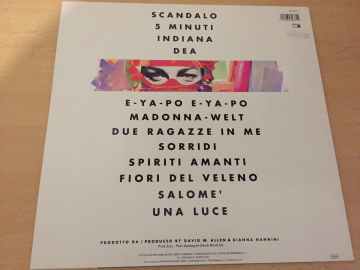 SCANDALO
5 MINUTI
INDIANA
DEA
E-YA-PO E-YA-PO
MADONNA-WELT
DUE RAGAZZE IN ME
SORRIDI
SPIRITI AMANTI
FIORI DEL VELENO
SALOME'
UNA LUCE
PRODOTTO DA / PRODUCED BY DAVID M. ALLEN & GIANNA NANNINI